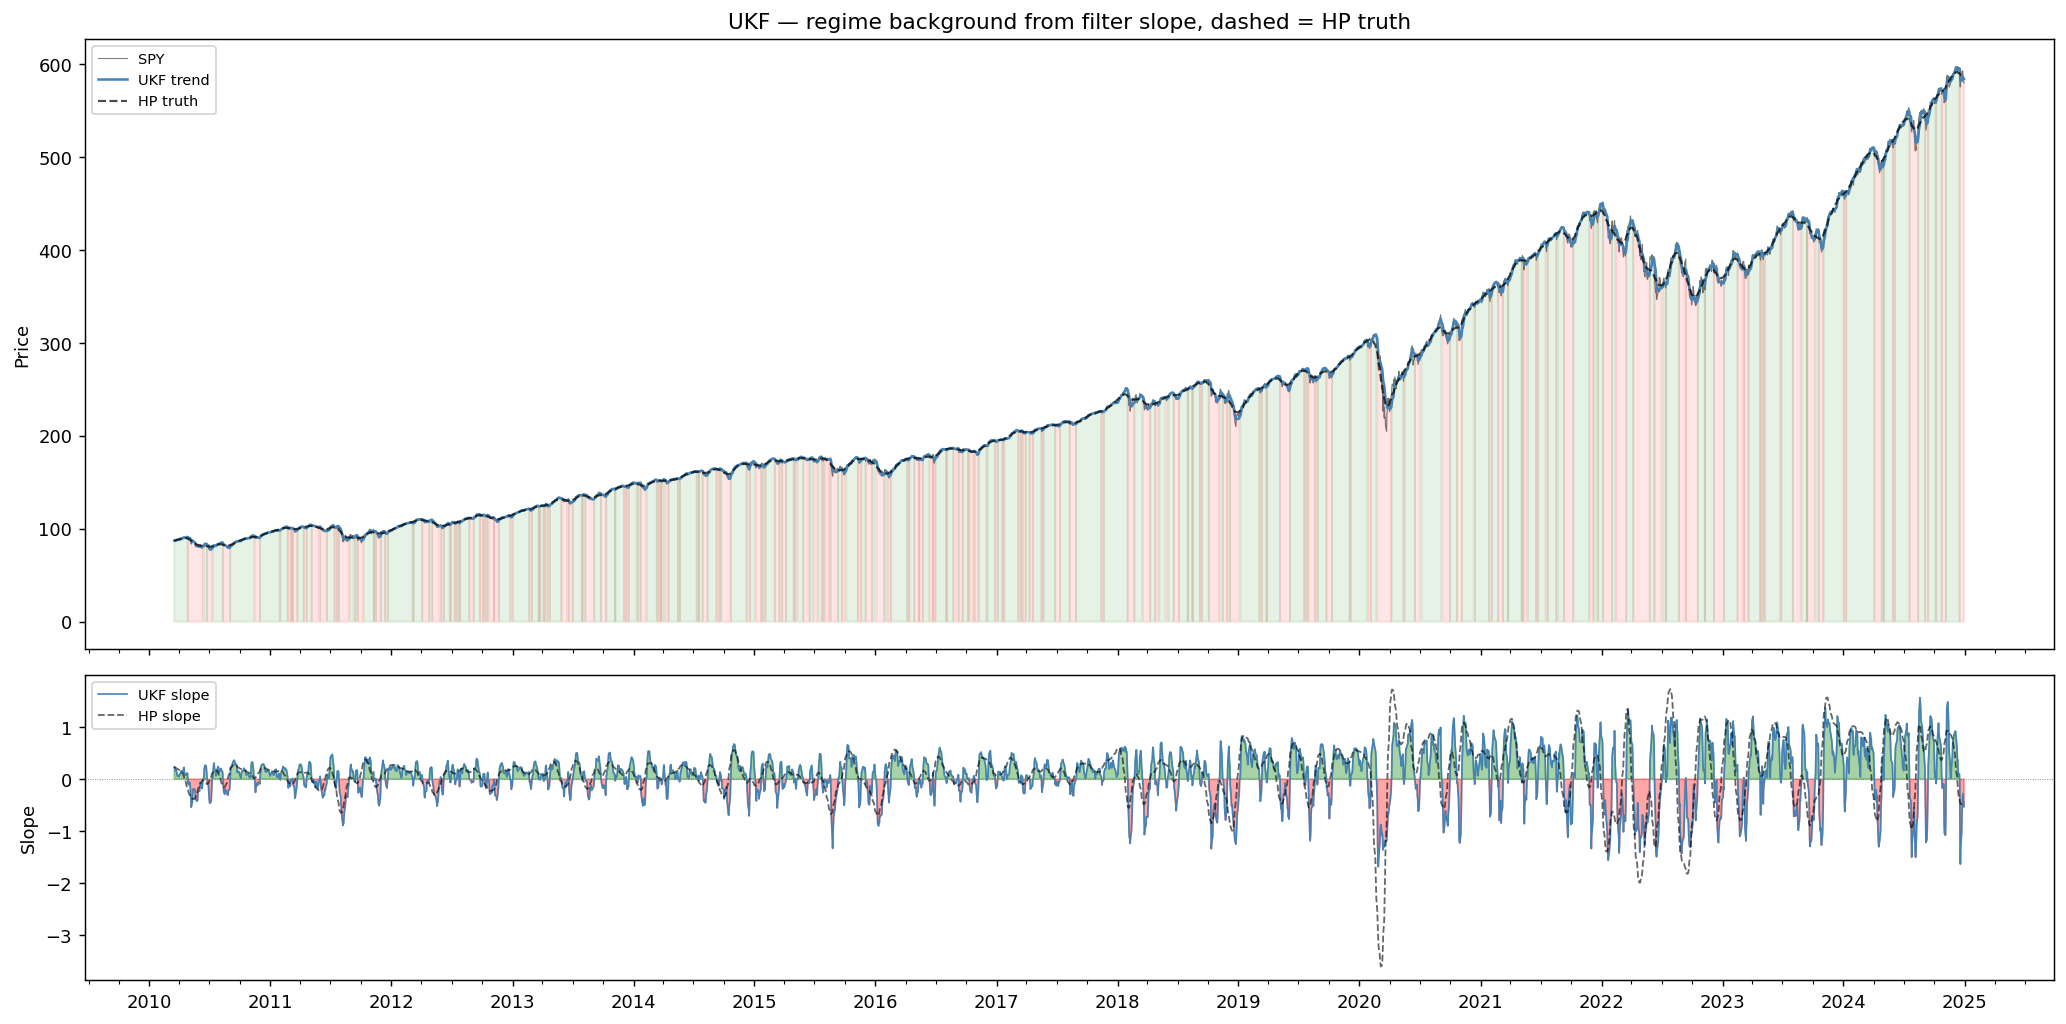 UKF — regime background from filter slope, dashed = HP truth
SPY
UKF trend
HP truth
600
500
400
300
200
100
0
Price
UKF slope
HP slope
1
0
−1
−2
−3
Slope
2010 2011 2012 2013 2014 2015 2016 2017 2018 2019 2020 2021 2022 2023 2024 2025